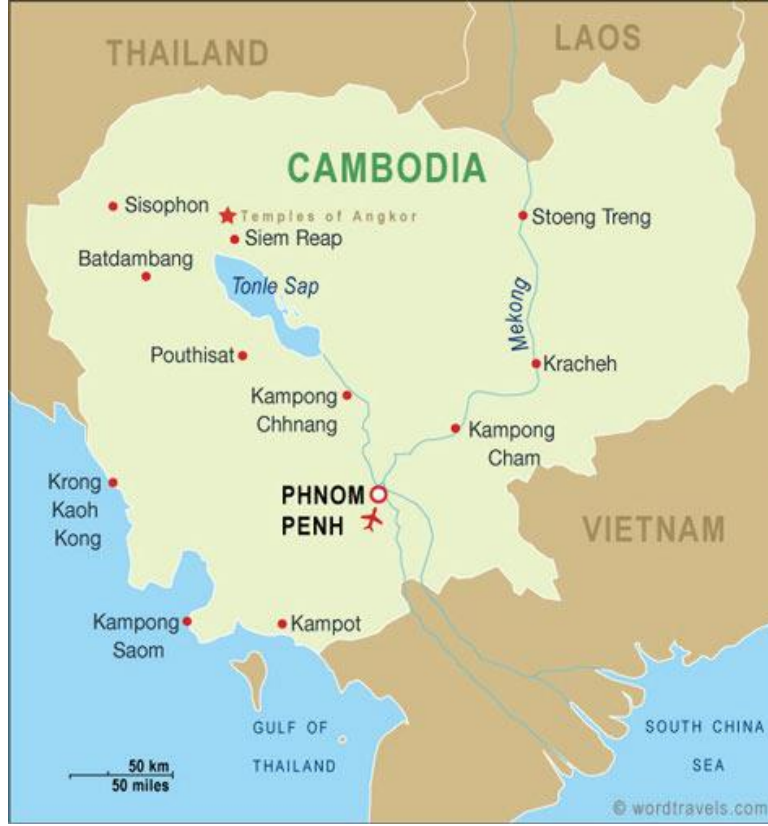 THAILAND
LAOS
CAMBODIA
Sisophon
Temples of Angkor
Siem Reap
Stoeng Treng
Batdambang
Tonle Sap
Mekong
Pouthisat
Kracheh
Kampong
Chhnang
Kampong
Cham
Krong
Kaoh
Kong
PHNOM
PENH
VIETNAM
Kampong
Saom
Kampot
GULF OF
THAILAND
SOUTH CHINA
SEA
50 km
50 miles
© wordtravels.com